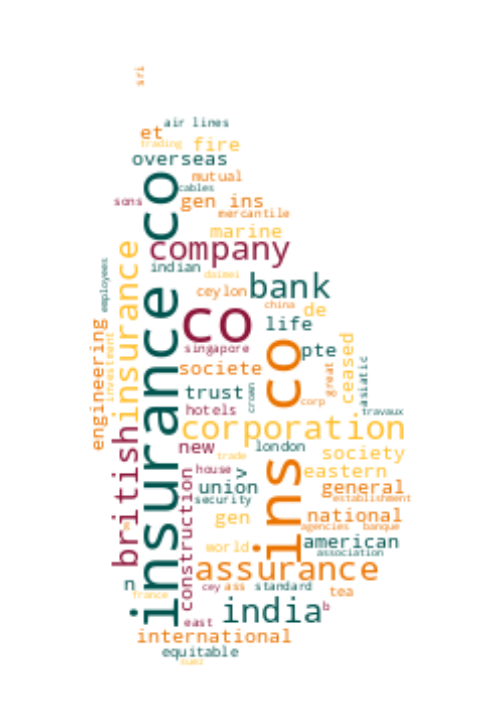 sri
air lines
et
trading
fire
overseas
mutual
cables
sons
gen ins
mercantile
marine
company
insurance co
insurance
employees
indian
daimei
ceylon
bank
china
de
co
life
singapore
pte
ins co
ceased
asiatic
great
engineering
investment
societe
trust
crown
hotels
corp
travaux
corporation
british
new
london
trade
society
house
v
eastern
union
construction
security
general
establishment
gen
national
agencies
banque
american
association
world
assurance
n
france
cey
ass
standard
tea
india
b
east
international
equitable